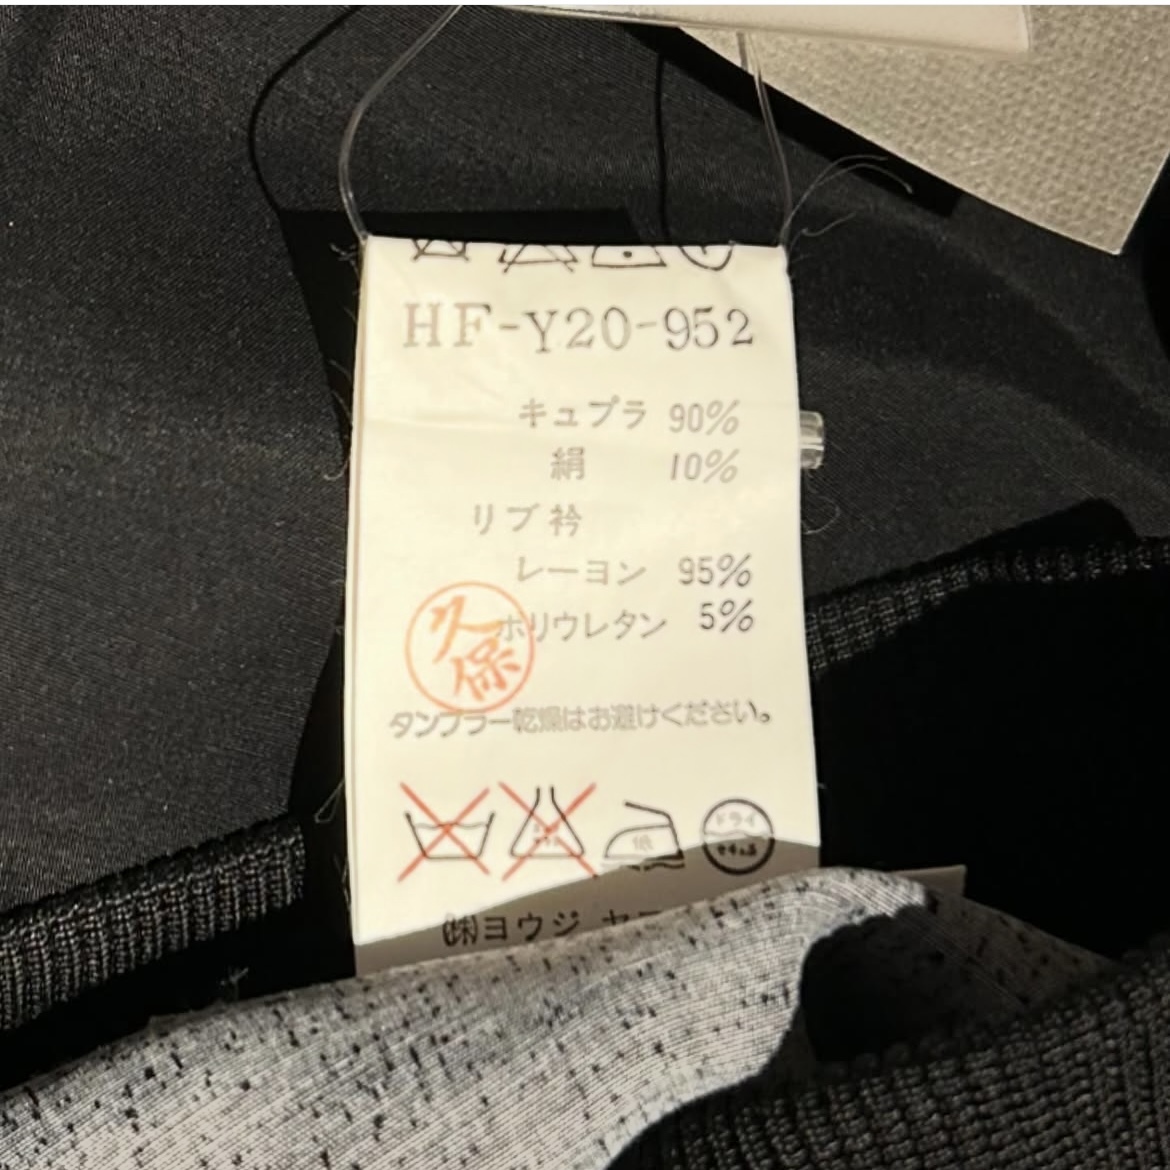 HF-Y20-952
キュプラ 90%
絹 10%
リブ衿
レーヨン 95%
ポリウレタン 5%
久保
タンブラー乾燥はお避けください。
低
ドライ
㈱ヨウジ ヤ